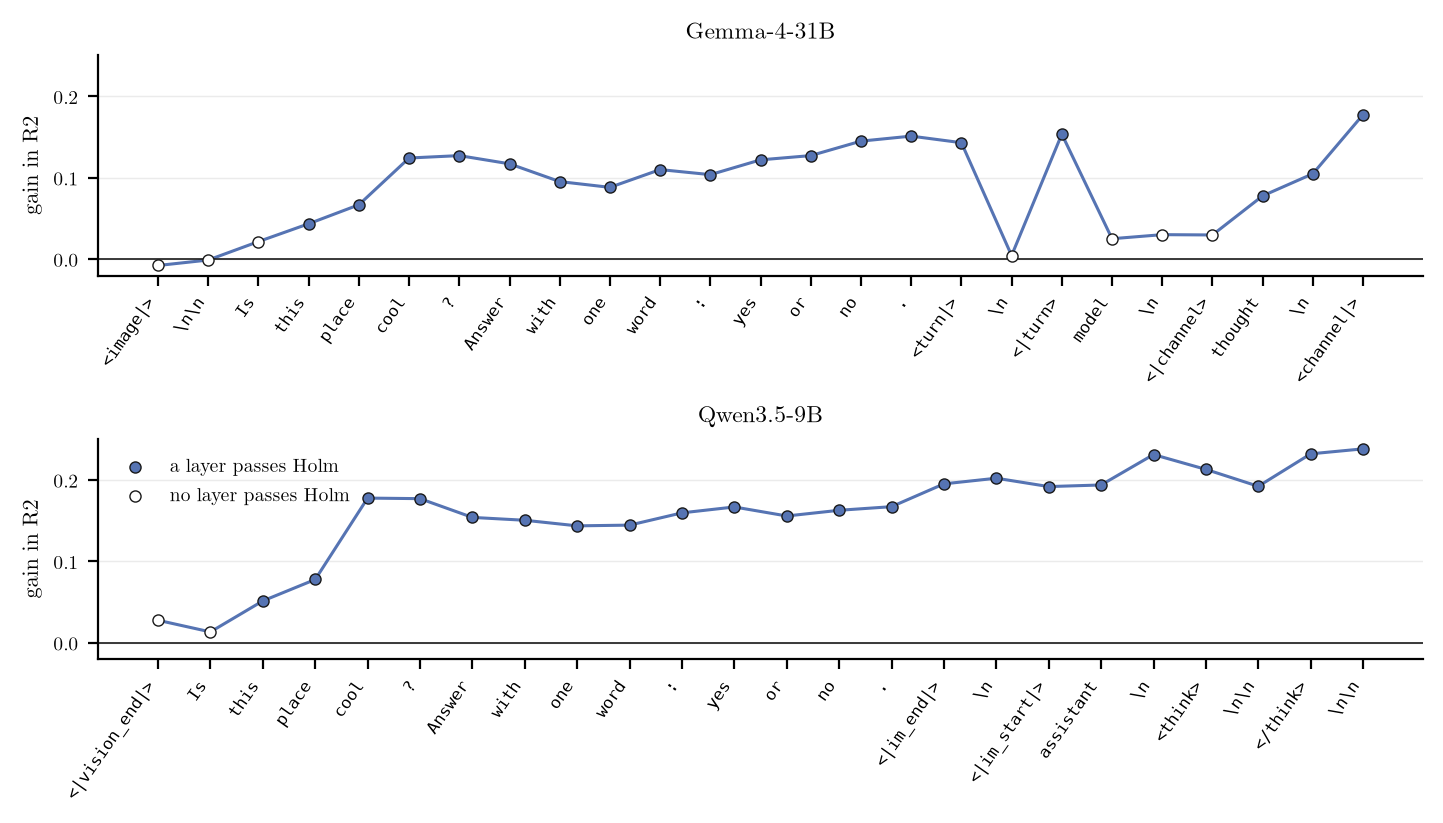 Gemma-4-31B
gain in R2
0.2
0.1
0.0
<image|> \n\n Is this place cool ? Answer with one word : yes or no . <turn|> \n <|turn> model \n <|channel> thought \n <channel|>
Qwen3.5-9B
gain in R2
0.2
0.1
0.0
a layer passes Holm
no layer passes Holm
<|vision_end|> Is this place cool ? Answer with one word : yes or no . <|im_end|> \n <|im_start|> assistant \n <think> \n\n </think> \n\n